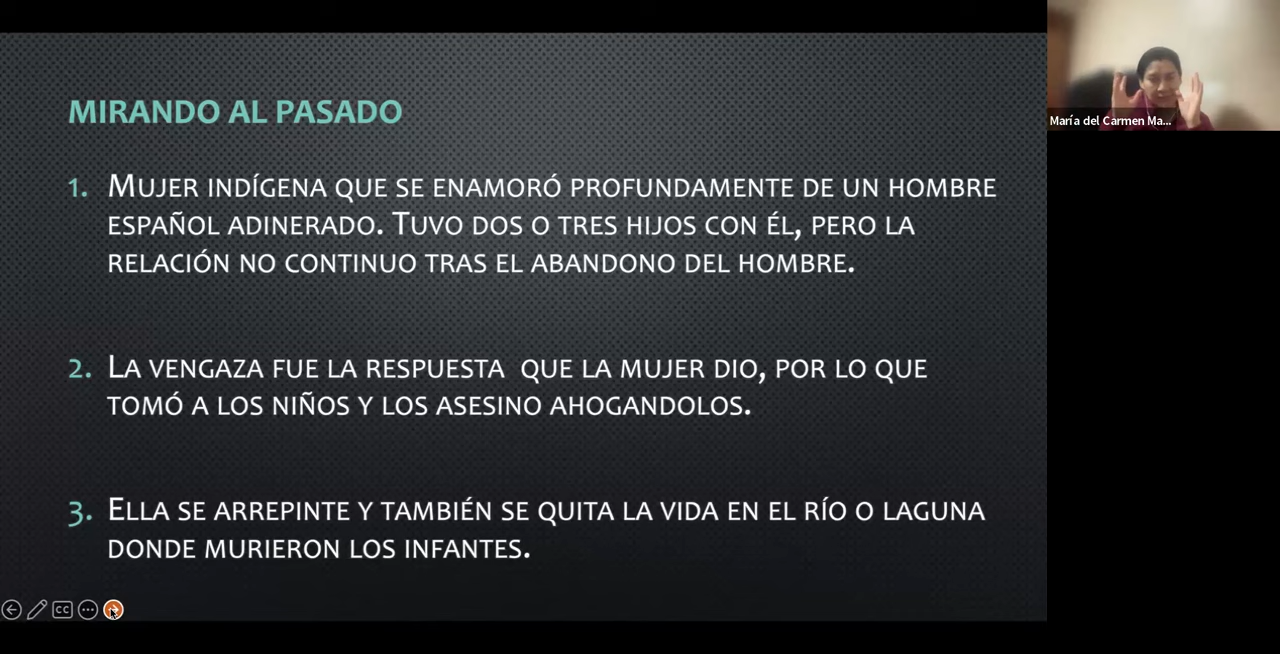 MIRANDO AL PASADO
1. MUJER INDÍGENA QUE SE ENAMORÓ PROFUNDAMENTE DE UN HOMBRE
ESPAÑOL ADINERADO. TUVO DOS O TRES HIJOS CON ÉL, PERO LA
RELACIÓN NO CONTINUO TRAS EL ABANDONO DEL HOMBRE.
2. LA VENGAZA FUE LA RESPUESTA QUE LA MUJER DIO, POR LO QUE
TOMÓ A LOS NIÑOS Y LOS ASESINO AHOGANDOLOS.
3. ELLA SE ARREPINTE Y TAMBIÉN SE QUITA LA VIDA EN EL RÍO O LAGUNA
DONDE MURIERON LOS INFANTES.
María del Carmen Ma...
CC